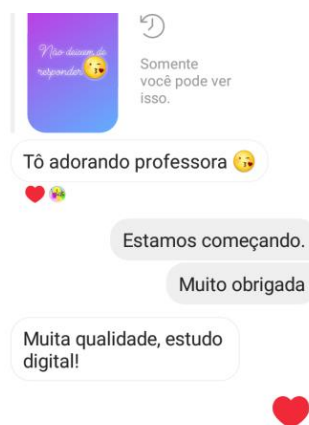 Não deixem de
responder
Somente
você pode ver
isso.
Tô adorando professora
Estamos começando.
Muito obrigada
Muita qualidade, estudo
digital!